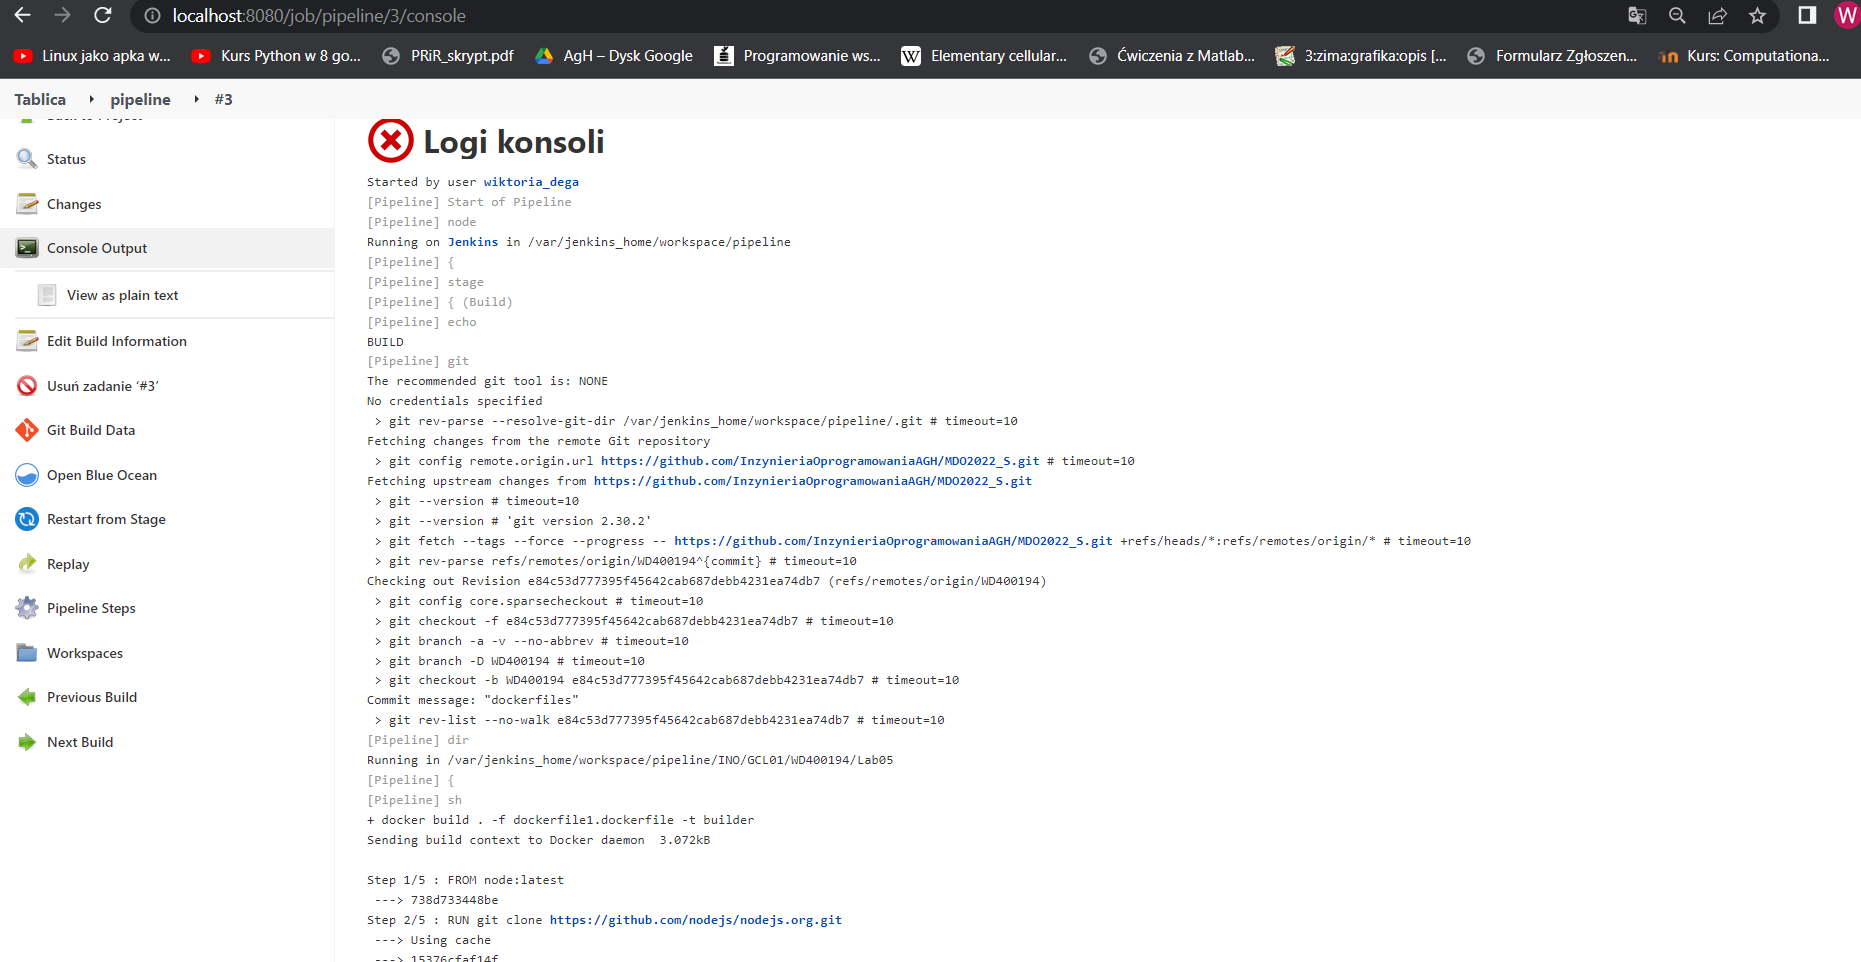 localhost:8080/job/pipeline/3/console
W
Linux jako apka w...
Kurs Python w 8 go...
PRiR_skrypt.pdf
AgH – Dysk Google
Programowanie ws...
W Elementary cellular...
Ćwiczenia z Matlab...
3:zima:grafika:opis [...
Formularz Zgłoszen...
Kurs: Computationa...
Tablica
pipeline
#3
Back to Project
Status
Changes
Console Output
View as plain text
Edit Build Information
Usuń zadanie ‘#3’
Git Build Data
Open Blue Ocean
Restart from Stage
Replay
Pipeline Steps
Workspaces
Previous Build
Next Build
Logi konsoli
Started by user wiktoria_dega
[Pipeline] Start of Pipeline
[Pipeline] node
Running on Jenkins in /var/jenkins_home/workspace/pipeline
[Pipeline] {
[Pipeline] stage
[Pipeline] { (Build)
[Pipeline] echo
BUILD
[Pipeline] git
The recommended git tool is: NONE
No credentials specified
 > git rev-parse --resolve-git-dir /var/jenkins_home/workspace/pipeline/.git # timeout=10
Fetching changes from the remote Git repository
 > git config remote.origin.url https://github.com/InzynieriaOprogramowaniaAGH/MDO2022_S.git # timeout=10
Fetching upstream changes from https://github.com/InzynieriaOprogramowaniaAGH/MDO2022_S.git
 > git --version # timeout=10
 > git --version # 'git version 2.30.2'
 > git fetch --tags --force --progress -- https://github.com/InzynieriaOprogramowaniaAGH/MDO2022_S.git +refs/heads/*:refs/remotes/origin/* # timeout=10
 > git rev-parse refs/remotes/origin/WD400194^{commit} # timeout=10
Checking out Revision e84c53d777395f45642cab687debb4231ea74db7 (refs/remotes/origin/WD400194)
 > git config core.sparsecheckout # timeout=10
 > git checkout -f e84c53d777395f45642cab687debb4231ea74db7 # timeout=10
 > git branch -a -v --no-abbrev # timeout=10
 > git branch -D WD400194 # timeout=10
 > git checkout -b WD400194 e84c53d777395f45642cab687debb4231ea74db7 # timeout=10
Commit message: "dockerfiles"
 > git rev-list --no-walk e84c53d777395f45642cab687debb4231ea74db7 # timeout=10
[Pipeline] dir
Running in /var/jenkins_home/workspace/pipeline/INO/GCL01/WD400194/Lab05
[Pipeline] {
[Pipeline] sh
+ docker build . -f dockerfile1.dockerfile -t builder
Sending build context to Docker daemon  3.072kB
Step 1/5 : FROM node:latest
 ---> 738d733448be
Step 2/5 : RUN git clone https://github.com/nodejs/nodejs.org.git
 ---> Using cache
 ---> 15376cfaf14f